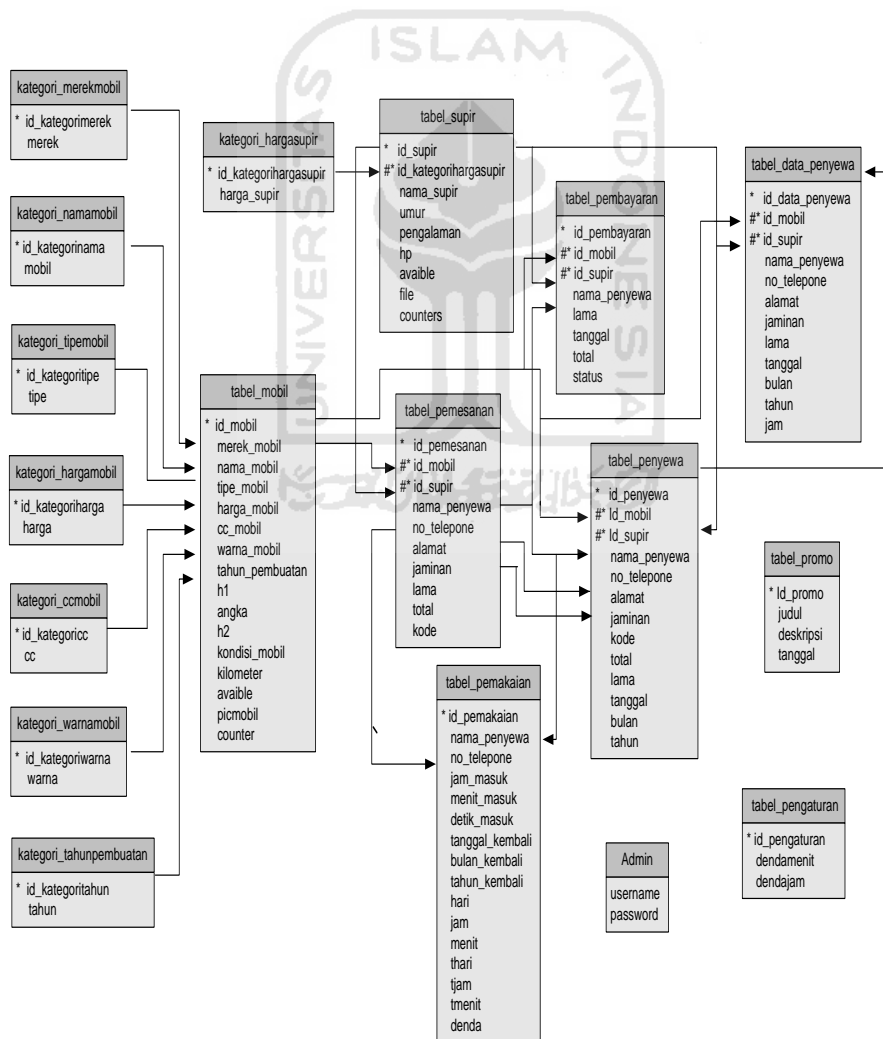 UNIVERSITAS ISLAM INDONESIA
kategori_merekmobil
* id_kategorimerek
merek
kategori_namamobil
* id_kategorinama
mobil
kategori_tipemobil
* id_kategoritipe
tipe
kategori_hargamobil
* id_kategoriharga
harga
kategori_ccmobil
* id_kategoricc
cc
kategori_warnamobil
* id_kategoriwarna
warna
kategori_tahunpembuatan
* id_kategoritahun
tahun
kategori_hargasupir
* id_kategorihargasupir
harga_supir
tabel_mobil
* id_mobil
merek_mobil
nama_mobil
tipe_mobil
harga_mobil
cc_mobil
warna_mobil
tahun_pembuatan
h1
angka
h2
kondisi_mobil
kilometer
avaible
picmobil
counter
tabel_supir
* id_supir
#* id_kategorihargasupir
nama_supir
umur
pengalaman
hp
avaible
file
counters
tabel_pemesanan
* id_pemesanan
#* id_mobil
#* id_supir
nama_penyewa
no_telepone
alamat
jaminan
lama
total
kode
tabel_pemakaian
* id_pemakaian
nama_penyewa
no_telepone
jam_masuk
menit_masuk
detik_masuk
tanggal_kembali
bulan_kembali
tahun_kembali
hari
jam
menit
thari
tjam
tmenit
denda
tabel_pembayaran
* id_pembayaran
#* id_mobil
#* id_supir
nama_penyewa
lama
tanggal
total
status
tabel_penyewa
* id_penyewa
#* Id_mobil
#* Id_supir
nama_penyewa
no_telepone
alamat
jaminan
kode
total
lama
tanggal
bulan
tahun
Admin
username
password
tabel_data_penyewa
* id_data_penyewa
#* id_mobil
#* id_supir
nama_penyewa
no_telepone
alamat
jaminan
lama
tanggal
bulan
tahun
jam
tabel_promo
* Id_promo
judul
deskripsi
tanggal
tabel_pengaturan
* id_pengaturan
dendamenit
dendajam